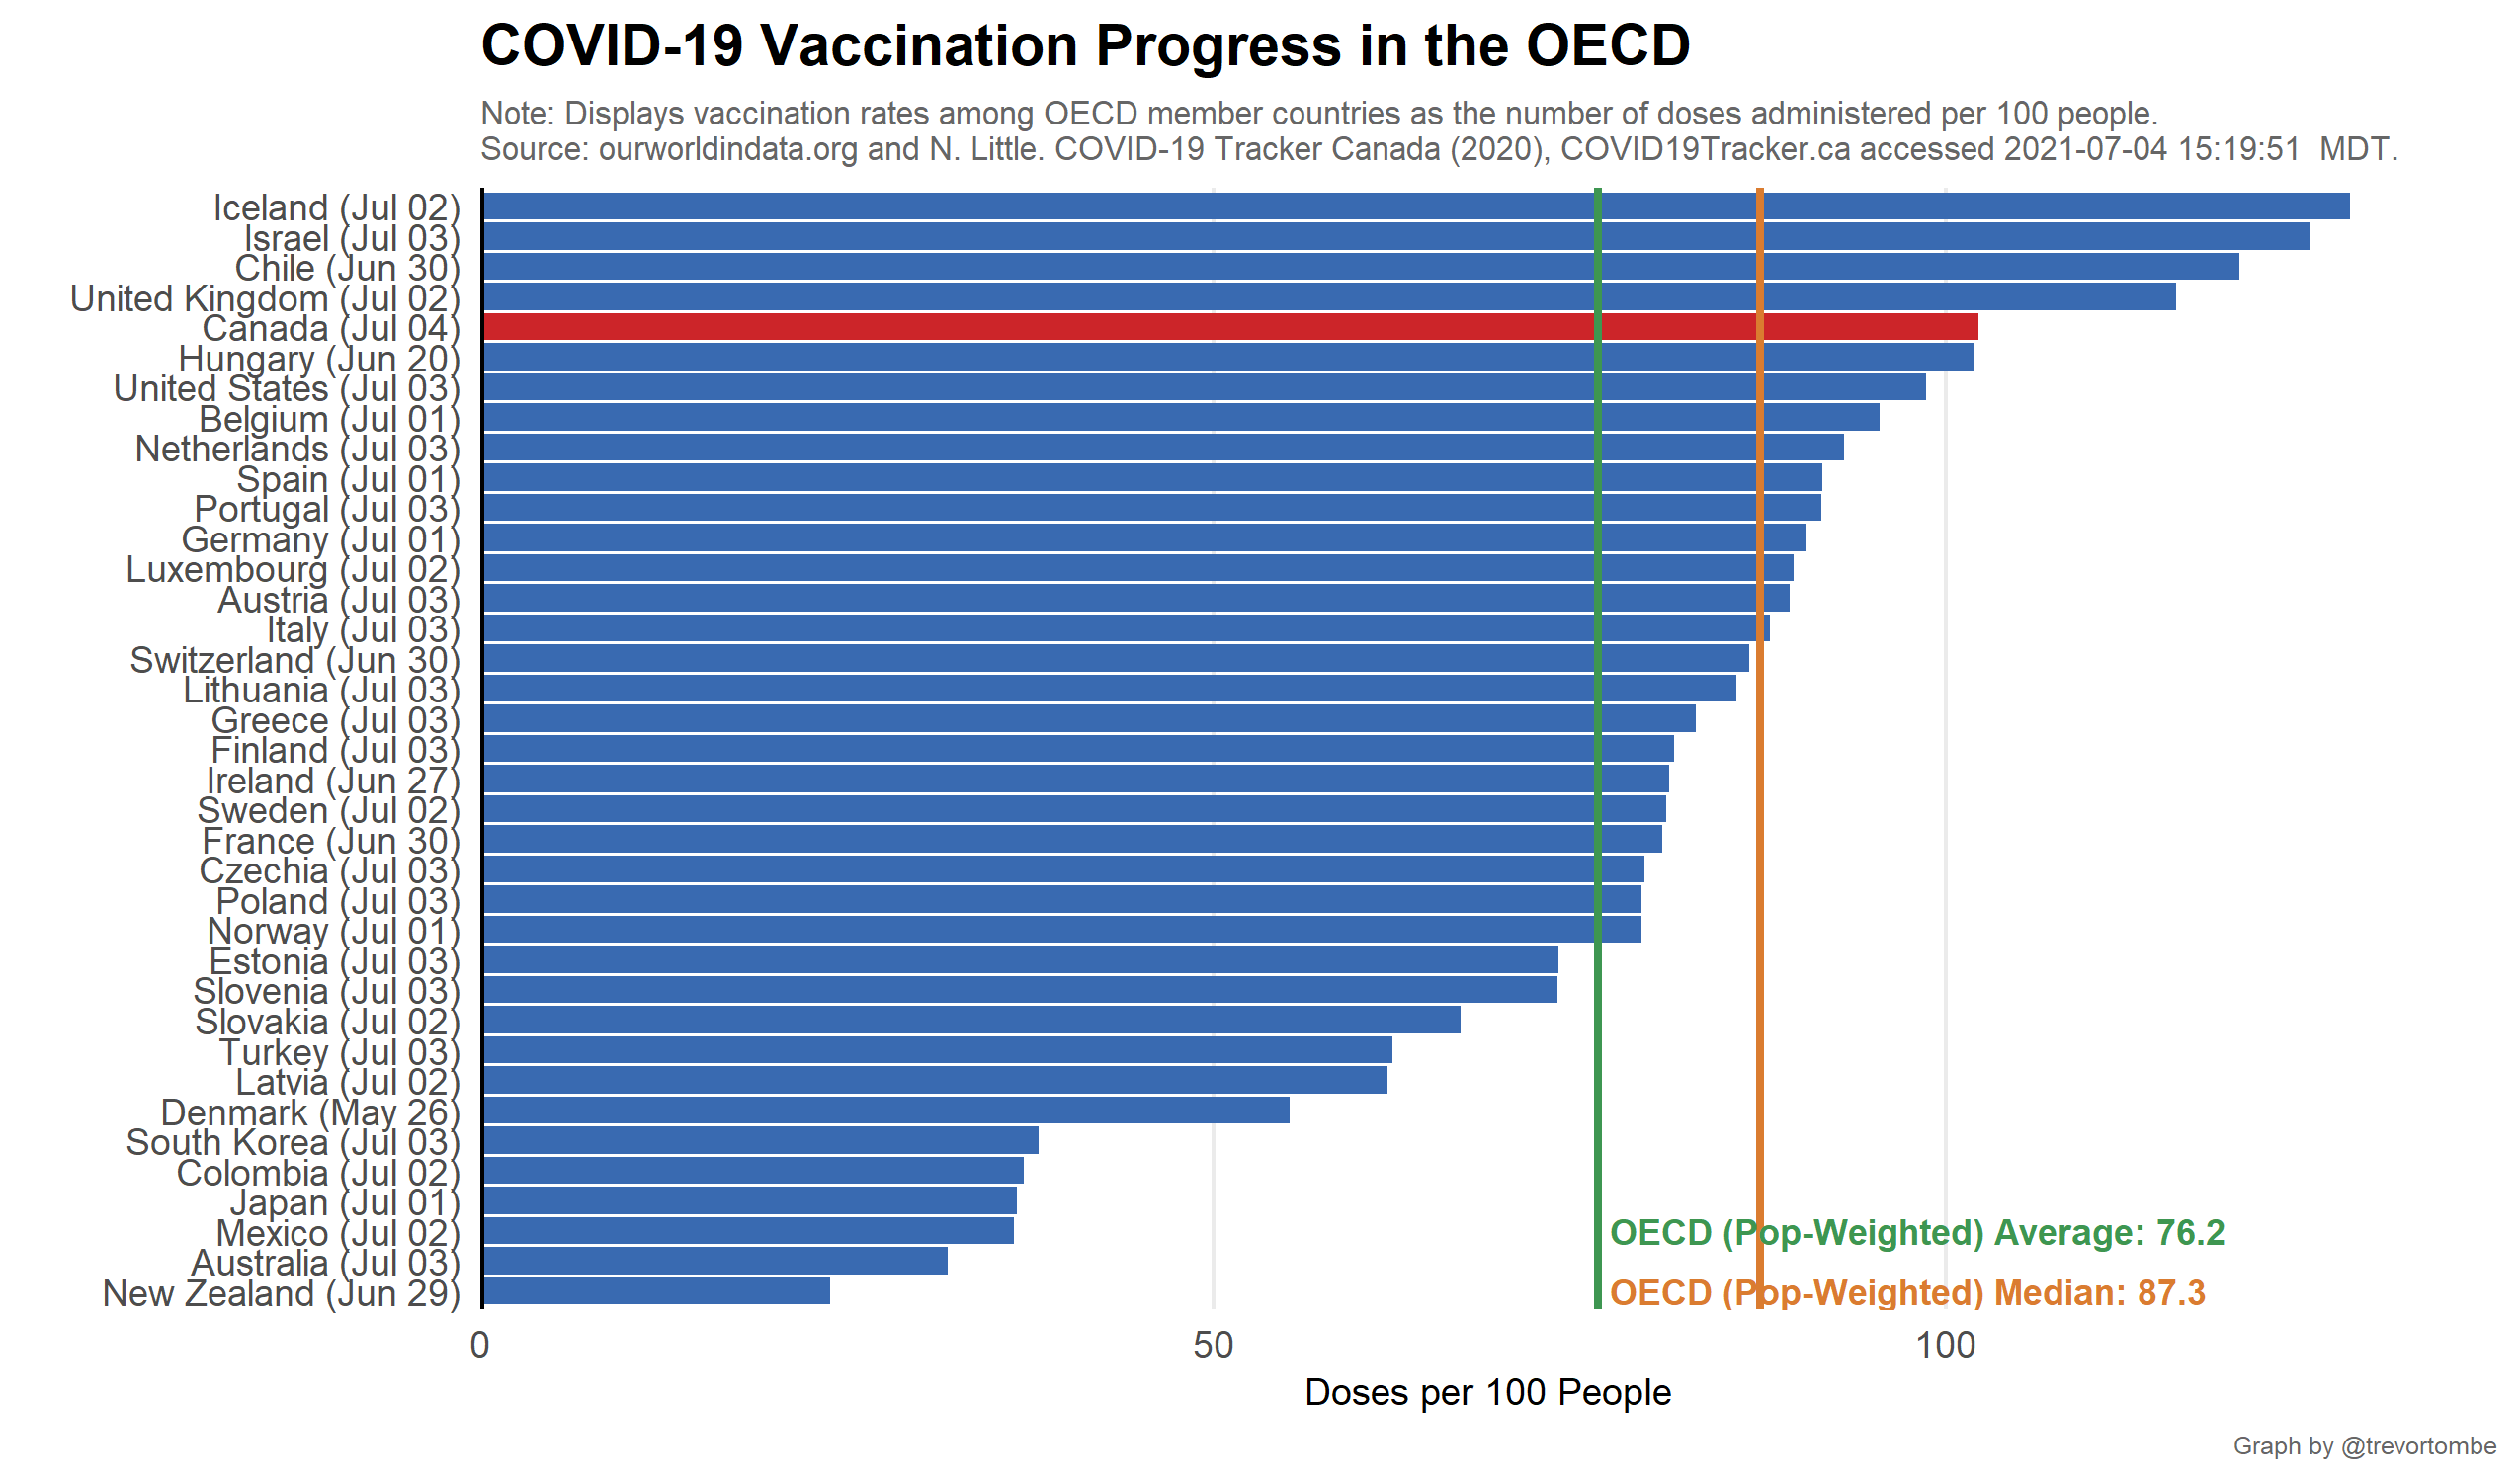 COVID-19 Vaccination Progress in the OECD
Note: Displays vaccination rates among OECD member countries as the number of doses administered per 100 people.
Source: ourworldindata.org and N. Little. COVID-19 Tracker Canada (2020), COVID19Tracker.ca accessed 2021-07-04 15:19:51  MDT.
Iceland (Jul 02)
Israel (Jul 03)
Chile (Jun 30)
United Kingdom (Jul 02)
Canada (Jul 04)
Hungary (Jun 20)
United States (Jul 03)
Belgium (Jul 01)
Netherlands (Jul 03)
Spain (Jul 01)
Portugal (Jul 03)
Germany (Jul 01)
Luxembourg (Jul 02)
Austria (Jul 03)
Italy (Jul 03)
Switzerland (Jun 30)
Lithuania (Jul 03)
Greece (Jul 03)
Finland (Jul 03)
Ireland (Jun 27)
Sweden (Jul 02)
France (Jun 30)
Czechia (Jul 03)
Poland (Jul 03)
Norway (Jul 01)
Estonia (Jul 03)
Slovenia (Jul 03)
Slovakia (Jul 02)
Turkey (Jul 03)
Latvia (Jul 02)
Denmark (May 26)
South Korea (Jul 03)
Colombia (Jul 02)
Japan (Jul 01)
Mexico (Jul 02)
Australia (Jul 03)
New Zealand (Jun 29)
OECD (Pop-Weighted) Average: 76.2
OECD (Pop-Weighted) Median: 87.3
0 50 100
Doses per 100 People
Graph by @trevortombe